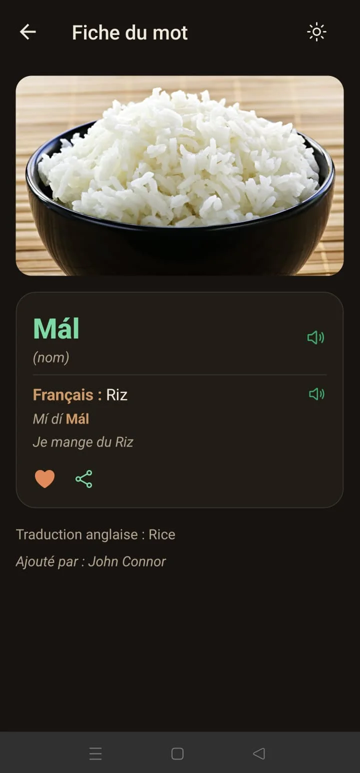 Fiche du mot
Mál
(nom)
Français : Riz
Mí dí Mál
Je mange du Riz
Traduction anglaise : Rice
Ajouté par : John Connor